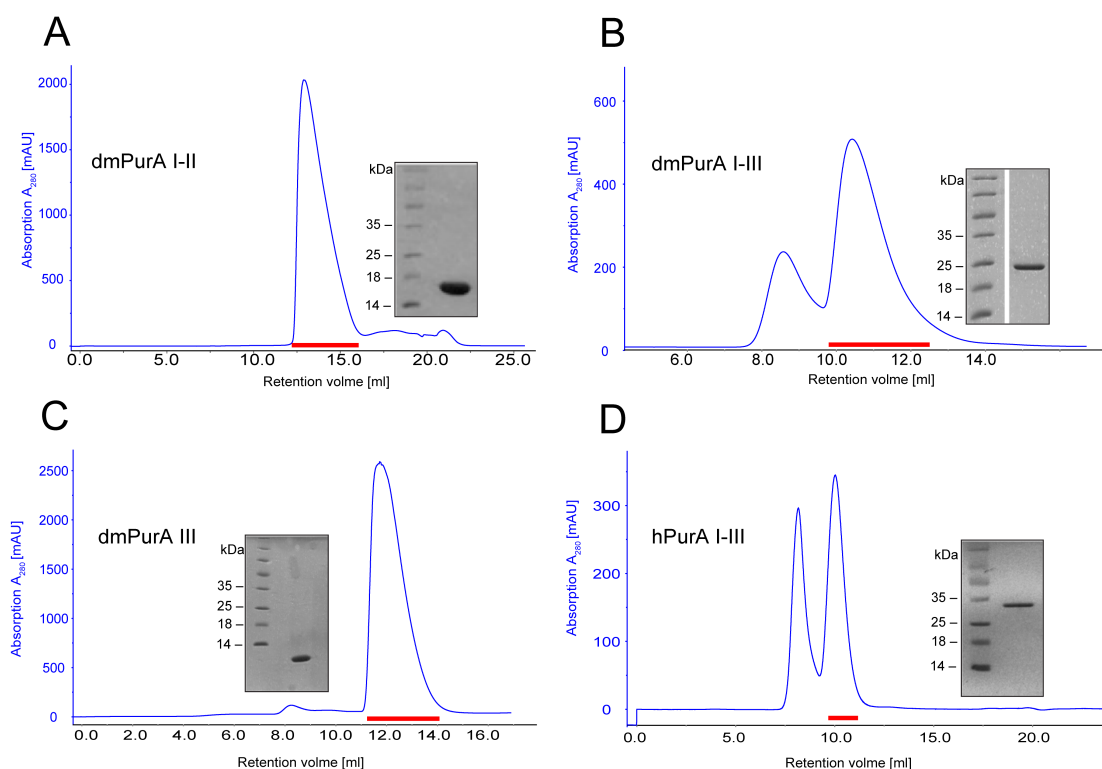 A
Absorption A280 [mAU]
2000
1500
1000
500
0
dmPurA I-II
kDa
35 –
25 –
18 –
14 –
0.0 5.0 10.0 15.0 20.0 25.0
Retention volme [ml]
B
Absorption A280 [mAU]
600
400
200
0
dmPurA I-III
kDa
35 –
25 –
18 –
14 –
6.0 8.0 10.0 12.0 14.0
Retention volme [ml]
C
Absorption A280 [mAU]
2500
2000
1500
1000
500
0
dmPurA III
kDa
35 –
25 –
18 –
14 –
0.0 2.0 4.0 6.0 8.0 10.0 12.0 14.0 16.0
Retention volme [ml]
D
Absorption A280 [mAU]
300
200
100
0
hPurA I-III
kDa
35 –
25 –
18 –
14 –
0.0 5.0 10.0 15.0 20.0
Retention volme [ml]